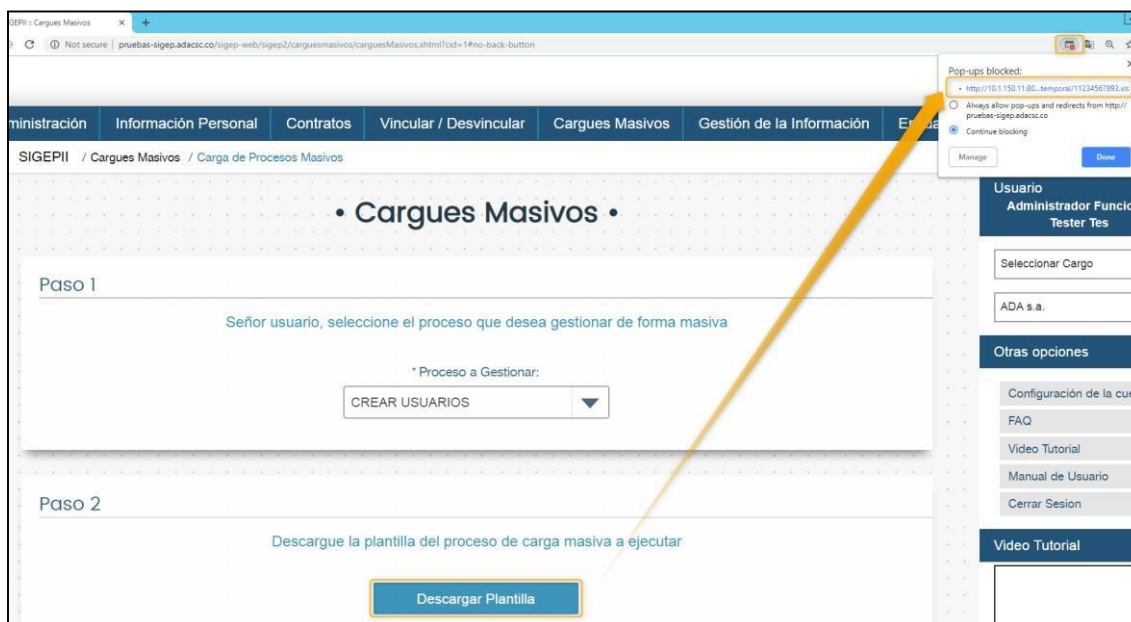 GEPII :: Cargues Masivos
Not secure | pruebas-sigep.adacsc.co/sigep-web/sigep2/carguesmasivos/carguesMasivos.xhtml?cid=1#no-back-button
Pop-ups blocked:
• http://10.1.150.11:80...temporal/11234567893.xls
Always allow pop-ups and redirects from http://
pruebas-sigep.adacsc.co
Continue blocking
Manage
Done
ministración
Información Personal
Contratos
Vincular / Desvincular
Cargues Masivos
Gestión de la Información
SIGEPII / Cargues Masivos / Carga de Procesos Masivos
• Cargues Masivos •
Paso 1
Señor usuario, seleccione el proceso que desea gestionar de forma masiva
* Proceso a Gestionar:
CREAR USUARIOS
Paso 2
Descargue la plantilla del proceso de carga masiva a ejecutar
Descargar Plantilla
Usuario
Administrador Funcio
Tester Tes
Seleccionar Cargo
ADA s.a.
Otras opciones
Configuración de la cue
FAQ
Video Tutorial
Manual de Usuario
Cerrar Sesion
Video Tutorial